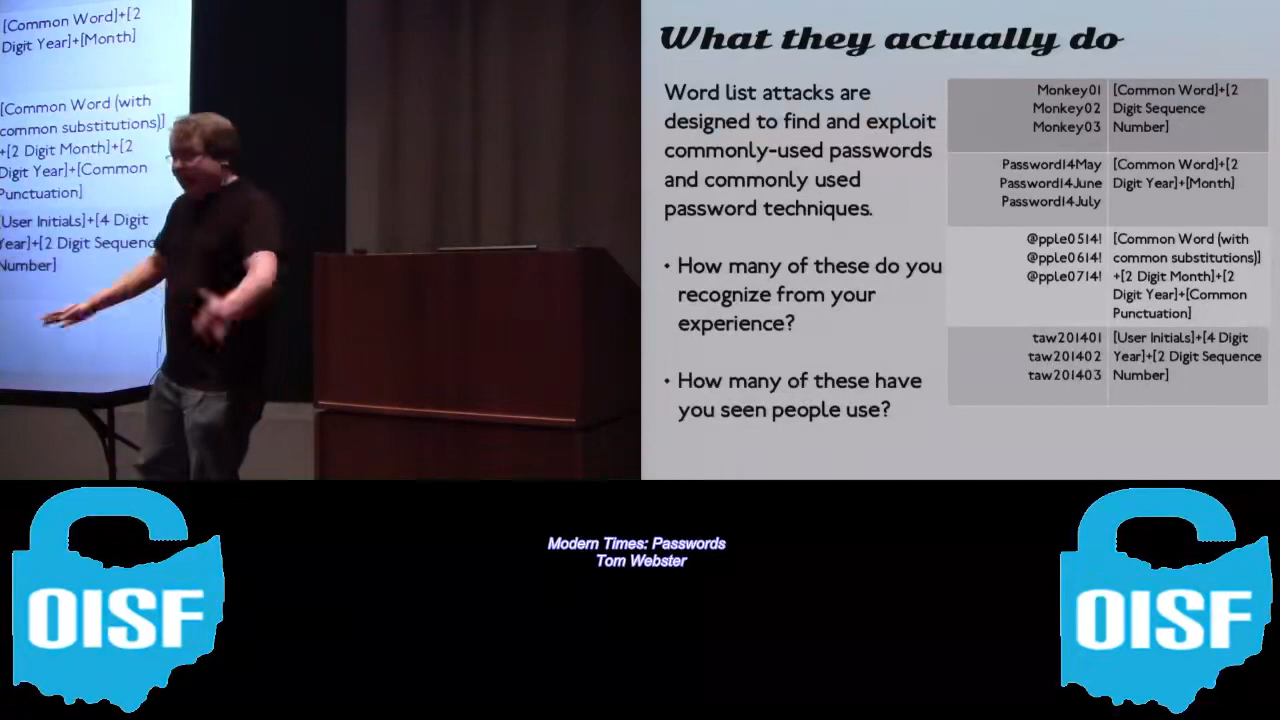 [Common Word]+[2
Digit Year]+[Month]
[Common Word (with
common substitutions)]
+[2 Digit Month]+[2
Digit Year]+[Common
Punctuation]
[User Initials]+[4 Digit
Year]+[2 Digit Sequence
Number]
What they actually do
Word list attacks are
designed to find and exploit
commonly-used passwords
and commonly used
password techniques.
• How many of these do you
recognize from your
experience?
• How many of these have
you seen people use?
Monkey01
Monkey02
Monkey03
[Common Word]+[2
Digit Sequence
Number]
Password14May
Password14June
Password14July
[Common Word]+[2
Digit Year]+[Month]
@pple0514!
@pple0614!
@pple0714!
[Common Word (with
common substitutions)]
+[2 Digit Month]+[2
Digit Year]+[Common
Punctuation]
taw201401
taw201402
taw201403
[User Initials]+[4 Digit
Year]+[2 Digit Sequence
Number]
Modern Times: Passwords
Tom Webster
OISF
OISF